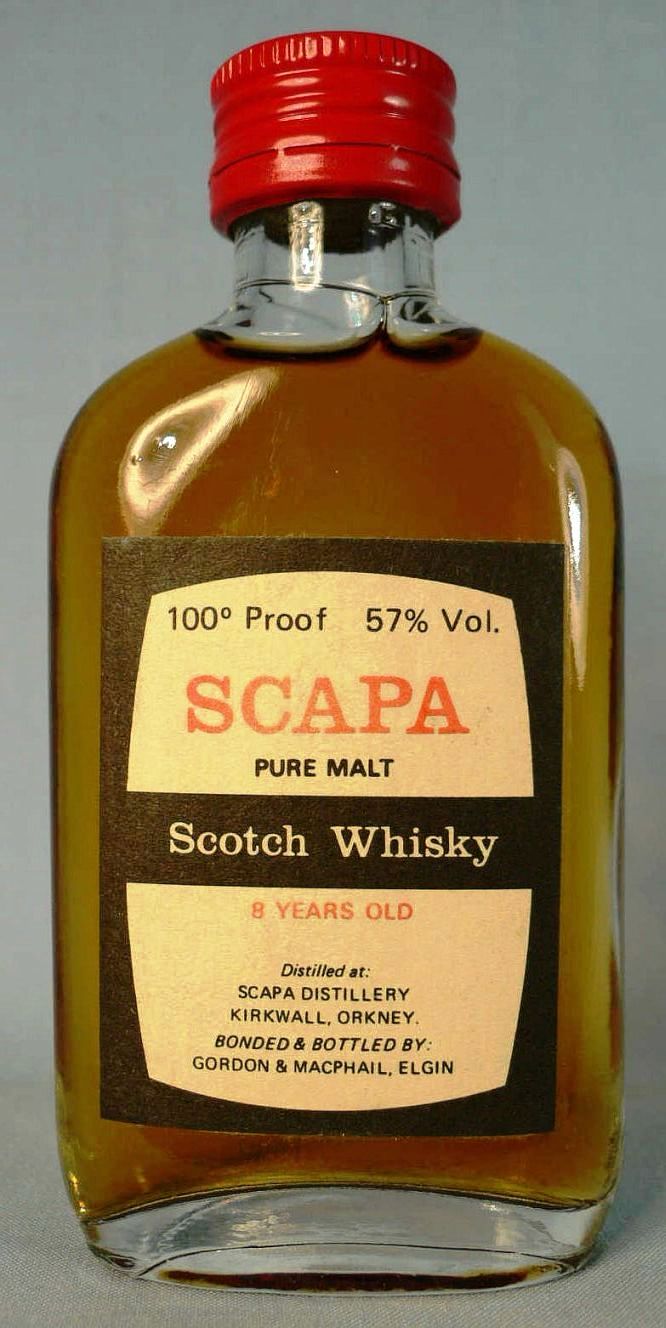 100º Proof 57% Vol.
SCAPA
PURE MALT
Scotch Whisky
8 YEARS OLD
Distilled at:
SCAPA DISTILLERY
KIRKWALL, ORKNEY.
BONDED & BOTTLED BY:
GORDON & MACPHAIL, ELGIN